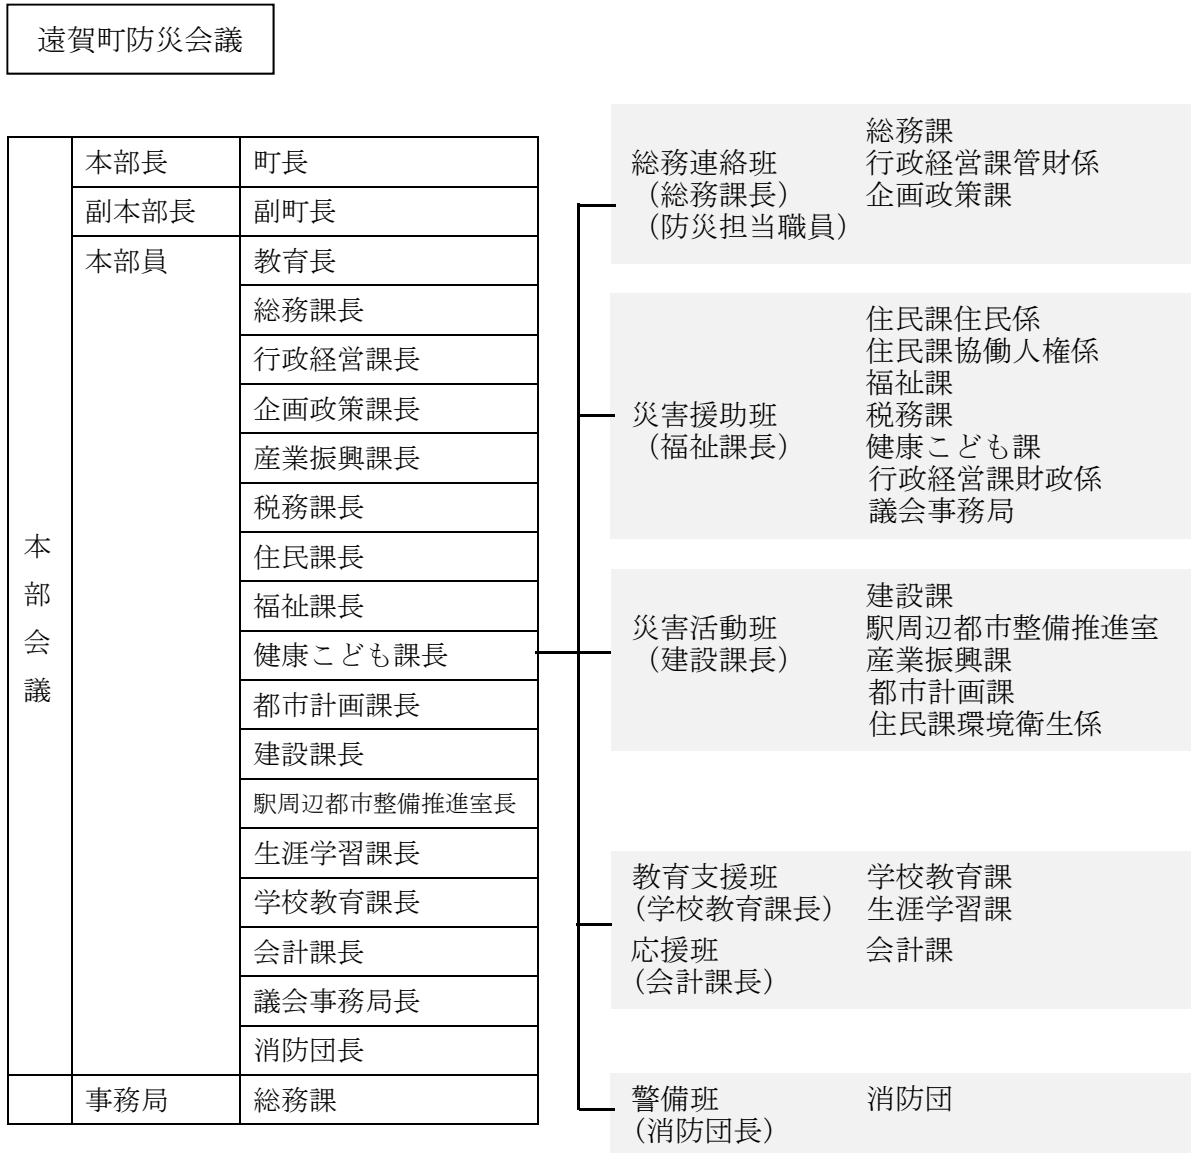 遠賀町防災会議
本部会議
本部長 町長
副本部長 副町長
本部員 教育長
総務課長
行政経営課長
企画政策課長
産業振興課長
税務課長
住民課長
福祉課長
健康こども課長
都市計画課長
建設課長
駅周辺都市整備推進室長
生涯学習課長
学校教育課長
会計課長
議会事務局長
消防団長
事務局 総務課
総務連絡班
（総務課長）
（防災担当職員）
総務課
行政経営課管財係
企画政策課
災害援助班
（福祉課長）
住民課住民係
住民課協働人権係
福祉課
税務課
健康こども課
行政経営課財政係
議会事務局
災害活動班
（建設課長）
建設課
駅周辺都市整備推進室
産業振興課
都市計画課
住民課環境衛生係
教育支援班
（学校教育課長）
学校教育課
生涯学習課
応援班
（会計課長）
会計課
警備班
（消防団長）
消防団